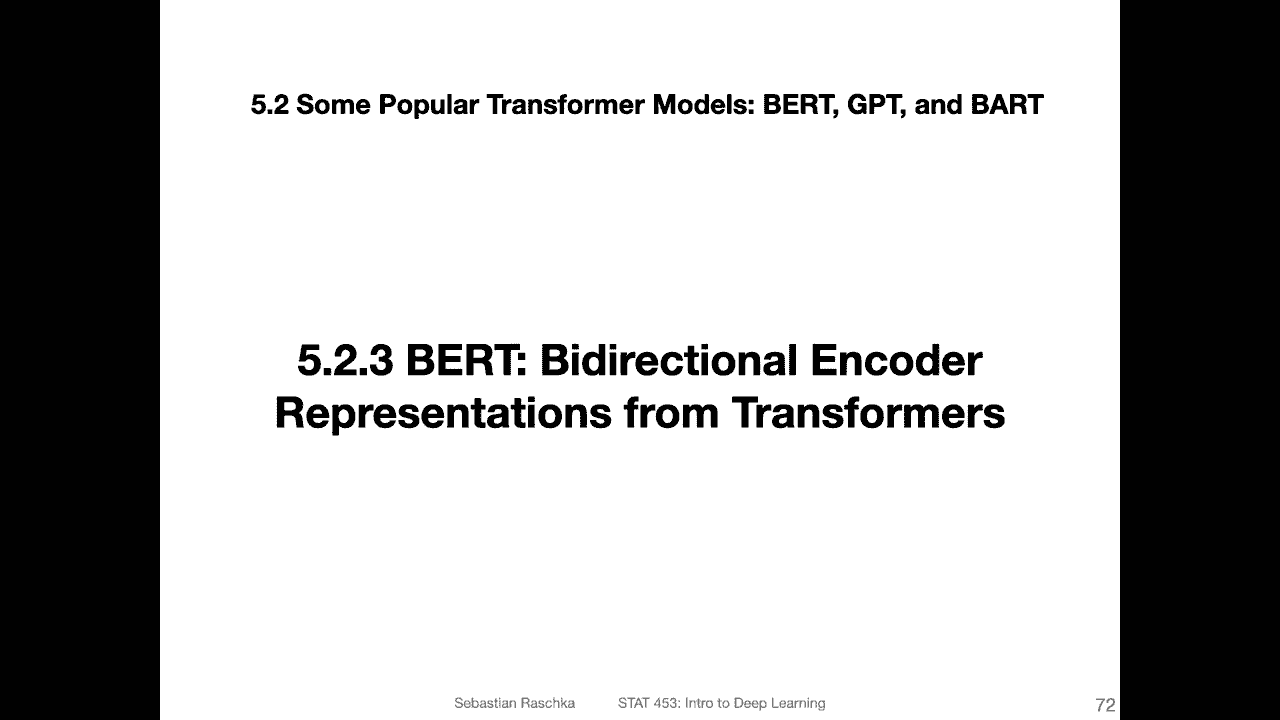 5.2 Some Popular Transformer Models: BERT, GPT, and BART
5.2.3 BERT: Bidirectional Encoder
Representations from Transformers
Sebastian Raschka STAT 453: Intro to Deep Learning 72